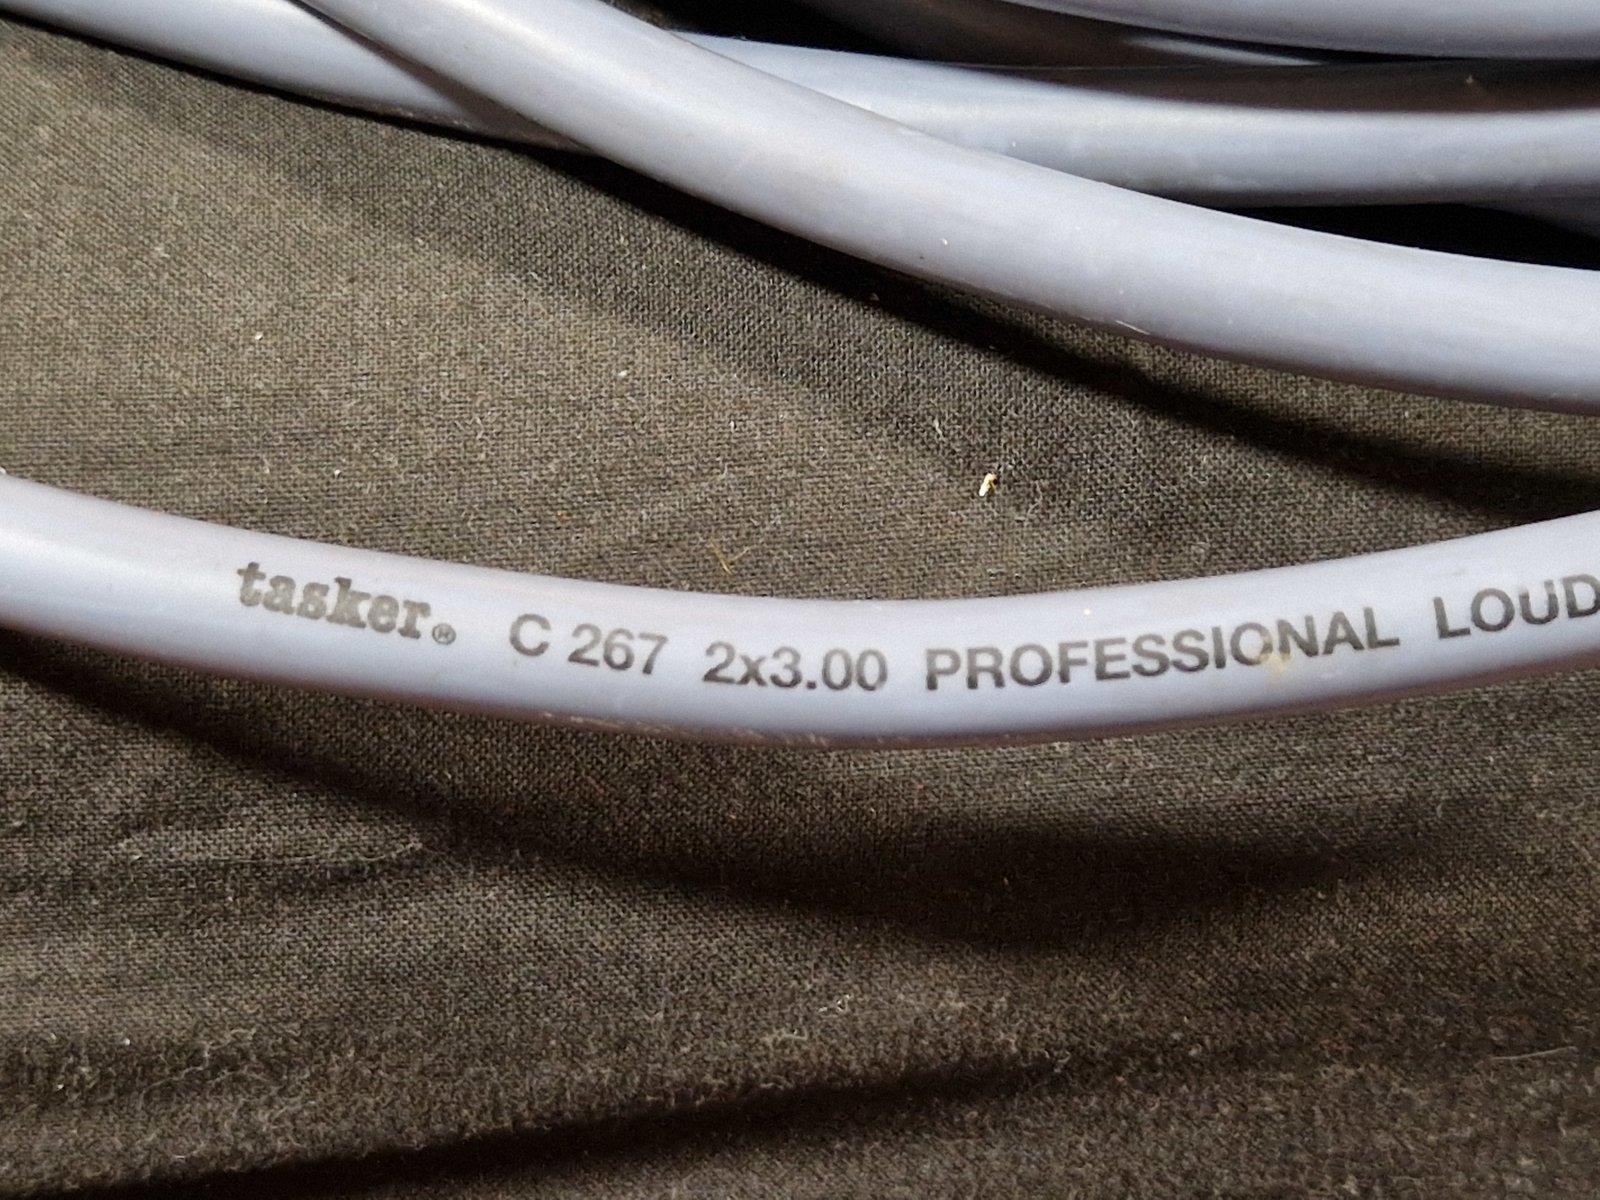 tasker® C 267 2x3.00 PROFESSIONAL LOUD